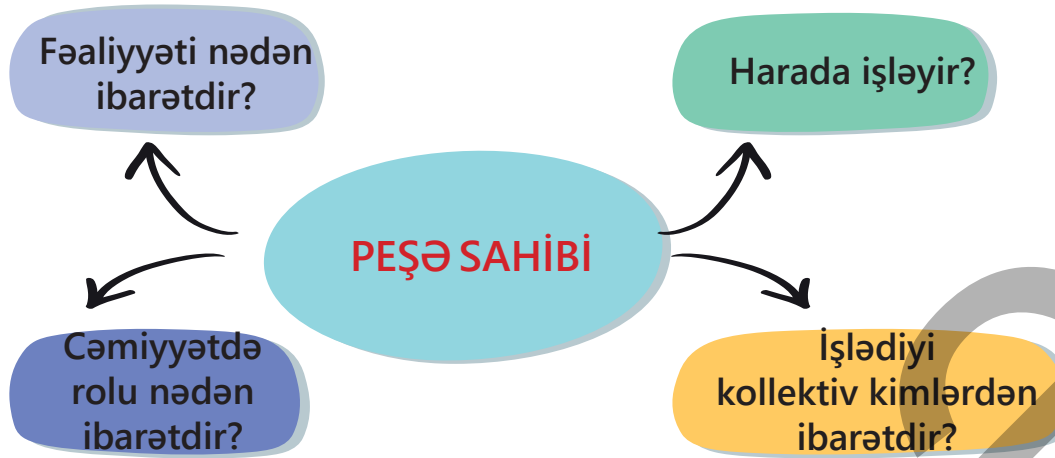 Fəaliyyəti nədən
ibarətdir?
Harada işləyir?
PEŞƏ SAHİBİ
Cəmiyyətdə
rolu nədən
ibarətdir?
İşlədiyi
kollektiv kimlərdən
ibarətdir?